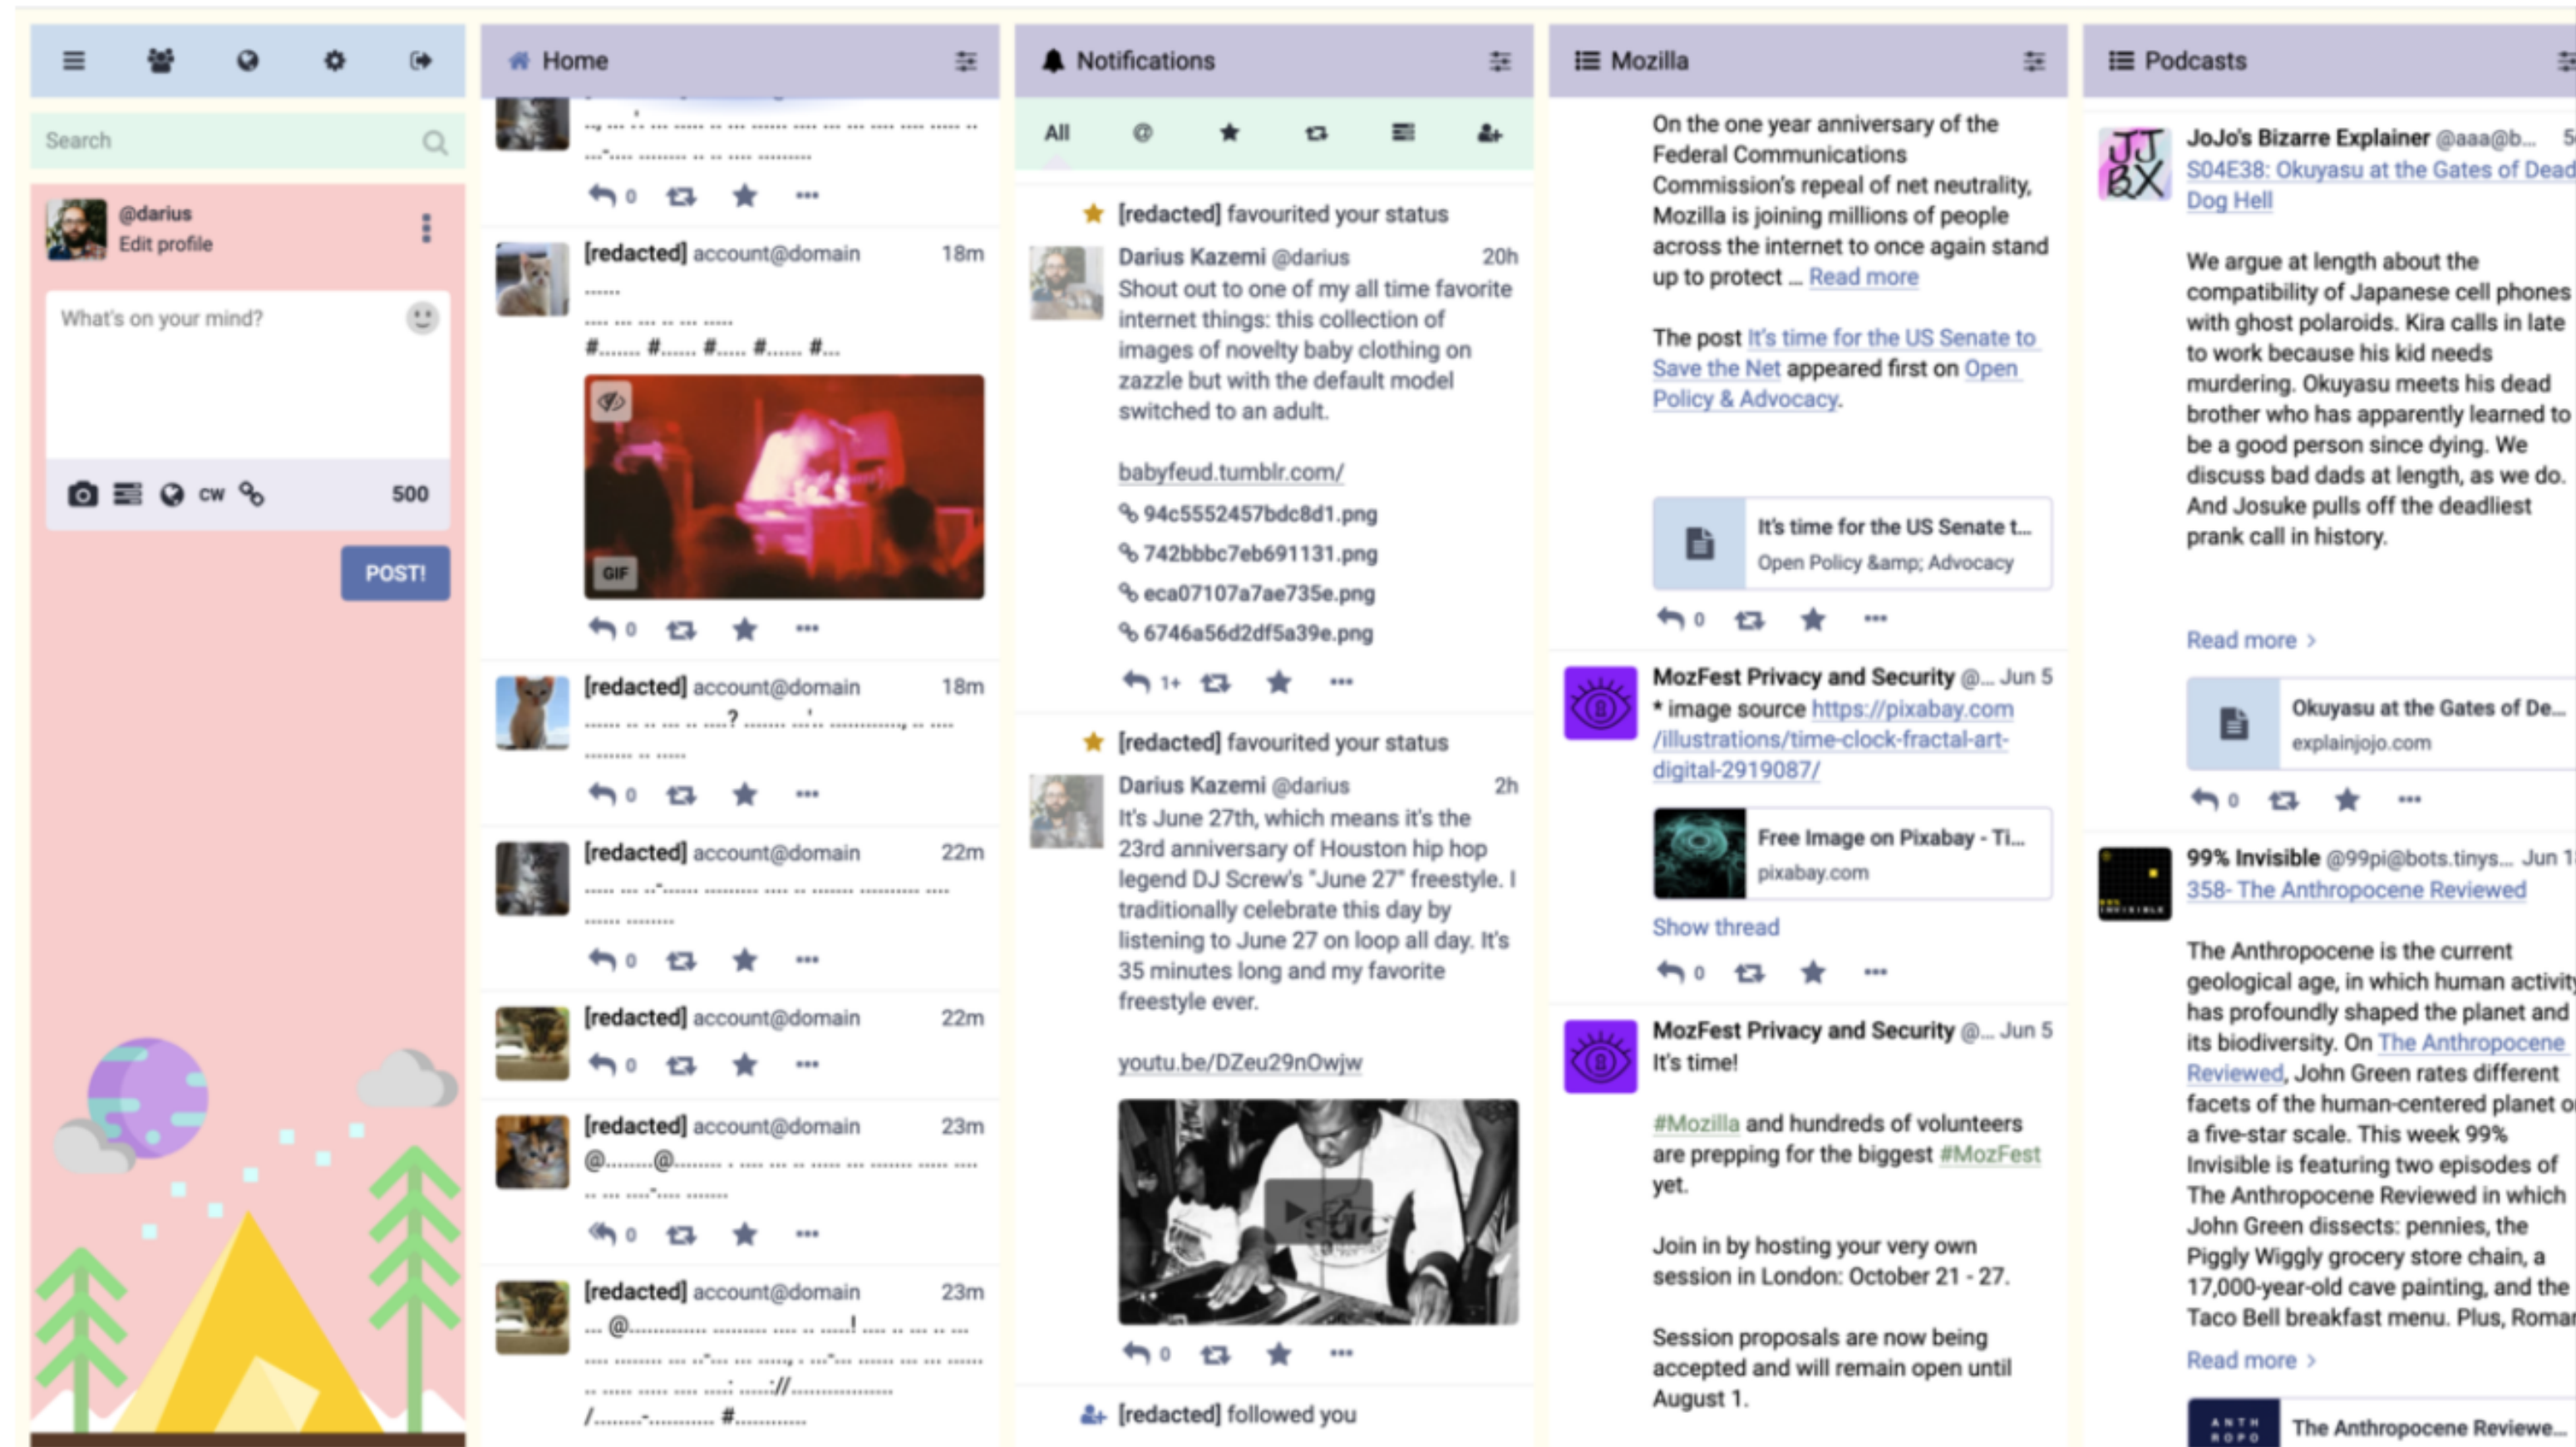 Search
@darius
Edit profile
What's on your mind?
CW
500
POST!
Home
0
[redacted] account@domain 18m
#....... #...... #..... #...... #...
GIF
0
[redacted] account@domain 18m
0
[redacted] account@domain 22m
0
[redacted] account@domain 22m
0
[redacted] account@domain 23m
0
[redacted] account@domain 23m
Notifications
All
@
[redacted] favourited your status
Darius Kazemi @darius 20h
Shout out to one of my all time favorite
internet things: this collection of
images of novelty baby clothing on
zazzle but with the default model
switched to an adult.
babyfeud.tumblr.com/
94c5552457bdc8d1.png
742bbbc7eb691131.png
eca07107a7ae735e.png
6746a56d2df5a39e.png
1+
[redacted] favourited your status
Darius Kazemi @darius 2h
It's June 27th, which means it's the
23rd anniversary of Houston hip hop
legend DJ Screw's "June 27" freestyle. I
traditionally celebrate this day by
listening to June 27 on loop all day. It's
35 minutes long and my favorite
freestyle ever.
youtu.be/DZeu29nOwjw
0
[redacted] followed you
Mozilla
On the one year anniversary of the
Federal Communications
Commission's repeal of net neutrality,
Mozilla is joining millions of people
across the internet to once again stand
up to protect ... Read more
The post It's time for the US Senate to
Save the Net appeared first on Open
Policy & Advocacy.
It's time for the US Senate t...
Open Policy &amp; Advocacy
0
MozFest Privacy and Security @... Jun 5
* image source https://pixabay.com
/illustrations/time-clock-fractal-art-
digital-2919087/
Free Image on Pixabay - Ti...
pixabay.com
Show thread
0
MozFest Privacy and Security @... Jun 5
It's time!
#Mozilla and hundreds of volunteers
are prepping for the biggest #MozFest
yet.
Join in by hosting your very own
session in London: October 21 - 27.
Session proposals are now being
accepted and will remain open until
August 1.
Podcasts
JJ
BX
JoJo's Bizarre Explainer @aaa@b...
S04E38: Okuyasu at the Gates of Dead
Dog Hell
We argue at length about the
compatibility of Japanese cell phones
with ghost polaroids. Kira calls in late
to work because his kid needs
murdering. Okuyasu meets his dead
brother who has apparently learned to
be a good person since dying. We
discuss bad dads at length, as we do.
And Josuke pulls off the deadliest
prank call in history.
Read more >
Okuyasu at the Gates of De...
explainjojo.com
0
99% Invisible @99pi@bots.tinys... Jun 1
358- The Anthropocene Reviewed
The Anthropocene is the current
geological age, in which human activity
has profoundly shaped the planet and
its biodiversity. On The Anthropocene
Reviewed, John Green rates different
facets of the human-centered planet on
a five-star scale. This week 99%
Invisible is featuring two episodes of
The Anthropocene Reviewed in which
John Green dissects: pennies, the
Piggly Wiggly grocery store chain, a
17,000-year-old cave painting, and the
Taco Bell breakfast menu. Plus, Roman
Read more >
ANTH
ROPO
The Anthropocene Reviewe...